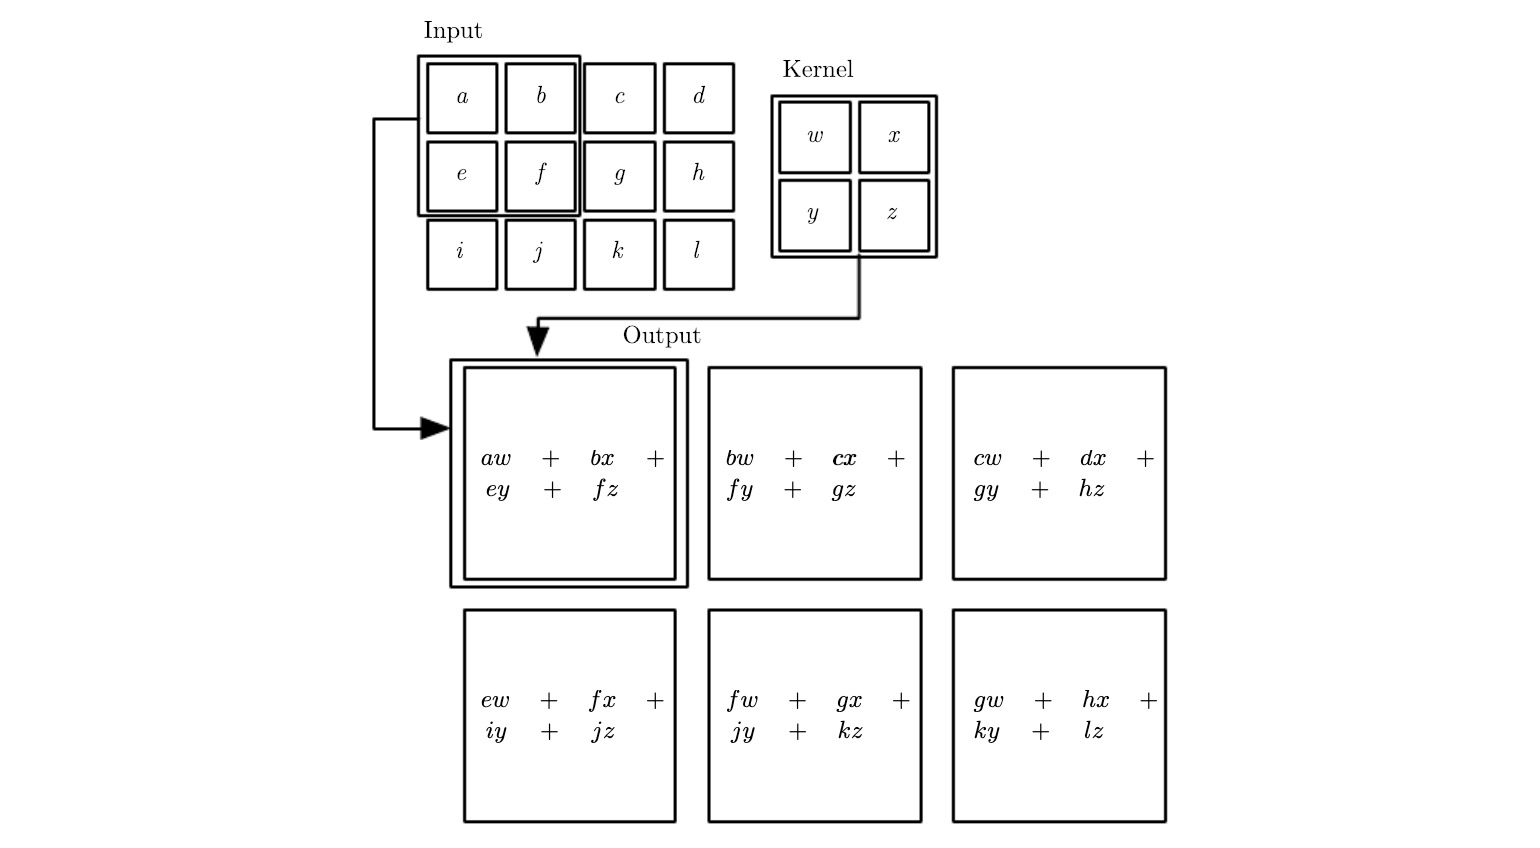 Input
Kernel
a b c d
w x
e f g h
y z
i j k l
Output
aw + bx +
ey + fz
bw + cx +
fy + gz
cw + dx +
gy + hz
ew + fx +
iy + jz
fw + gx +
jy + kz
gw + hx +
ky + lz